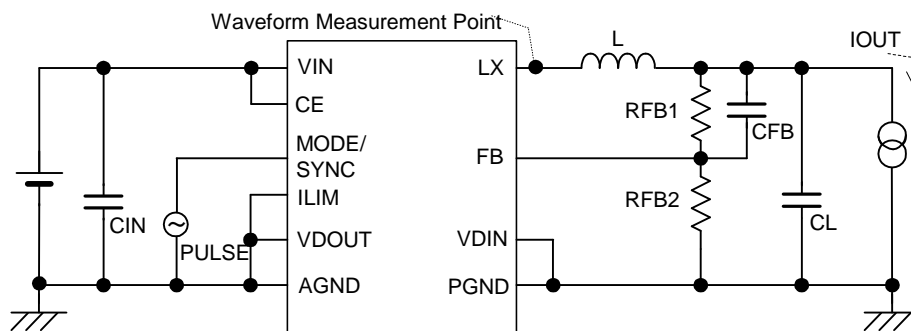 Waveform Measurement Point
L
IOUT
VIN
LX
CE
RFB1
CFB
MODE/
SYNC
FB
ILIM
RFB2
CIN
PULSE
VDOUT
VDIN
CL
AGND
PGND